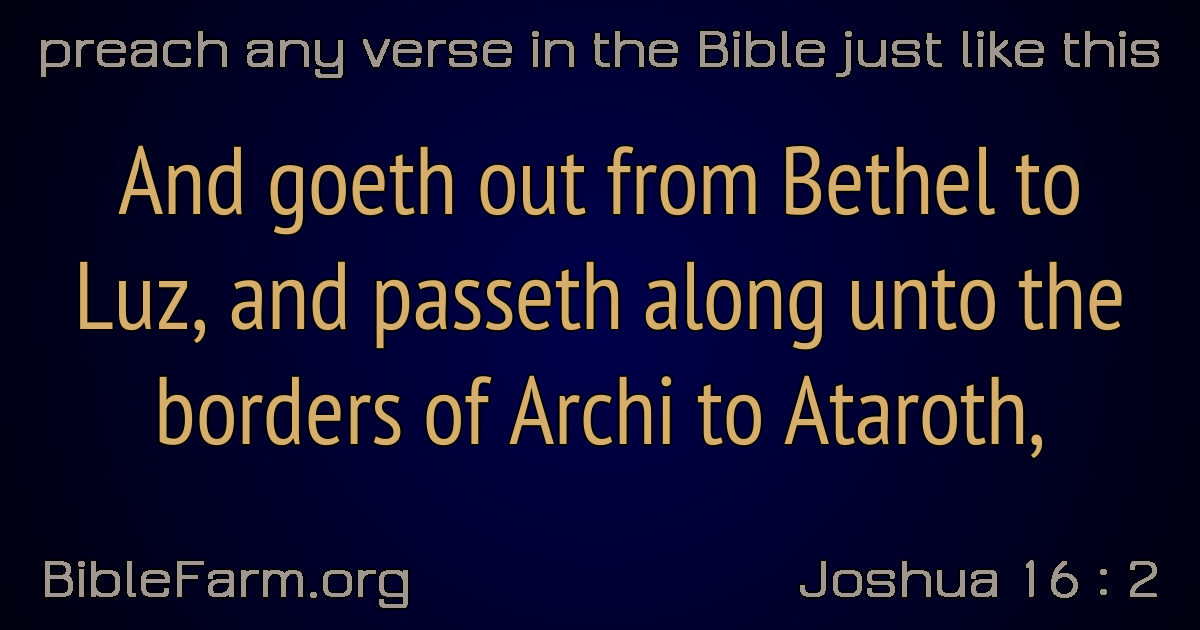 preach any verse in the Bible just like this
And goeth out from Bethel to
Luz, and passeth along unto the
borders of Archi to Ataroth,
BibleFarm.org
Joshua 16 : 2